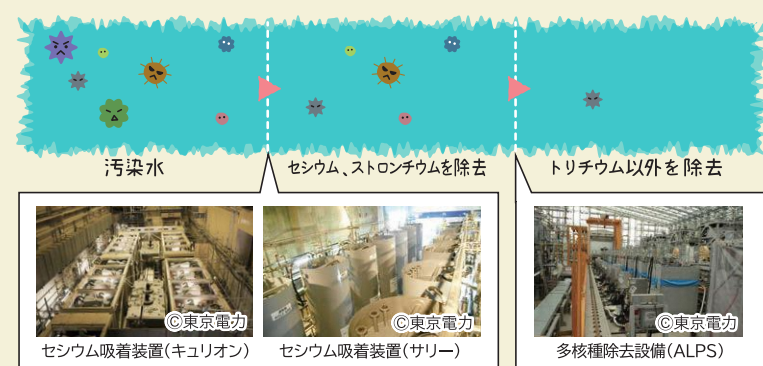 汚染水
セシウム、ストロンチウムを除去
トリチウム以外を除去
©東京電力
©東京電力
©東京電力
セシウム吸着装置(キュリオン)
セシウム吸着装置(サリー)
多核種除去設備(ALPS)